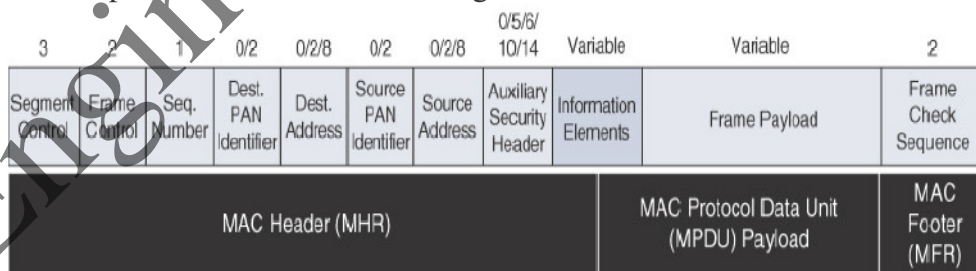 0/5/6/
3 2 1 0/2 0/2/8 0/2 0/2/8 10/14 Variable Variable 2
Segment Control
Frame Control
Seq. Number
Dest. PAN Identifier
Dest. Address
Source PAN Identifier
Source Address
Auxiliary Security Header
Information Elements
Frame Payload
Frame Check Sequence
MAC Header (MHR)
MAC Protocol Data Unit
(MPDU) Payload
MAC
Footer
(MFR)